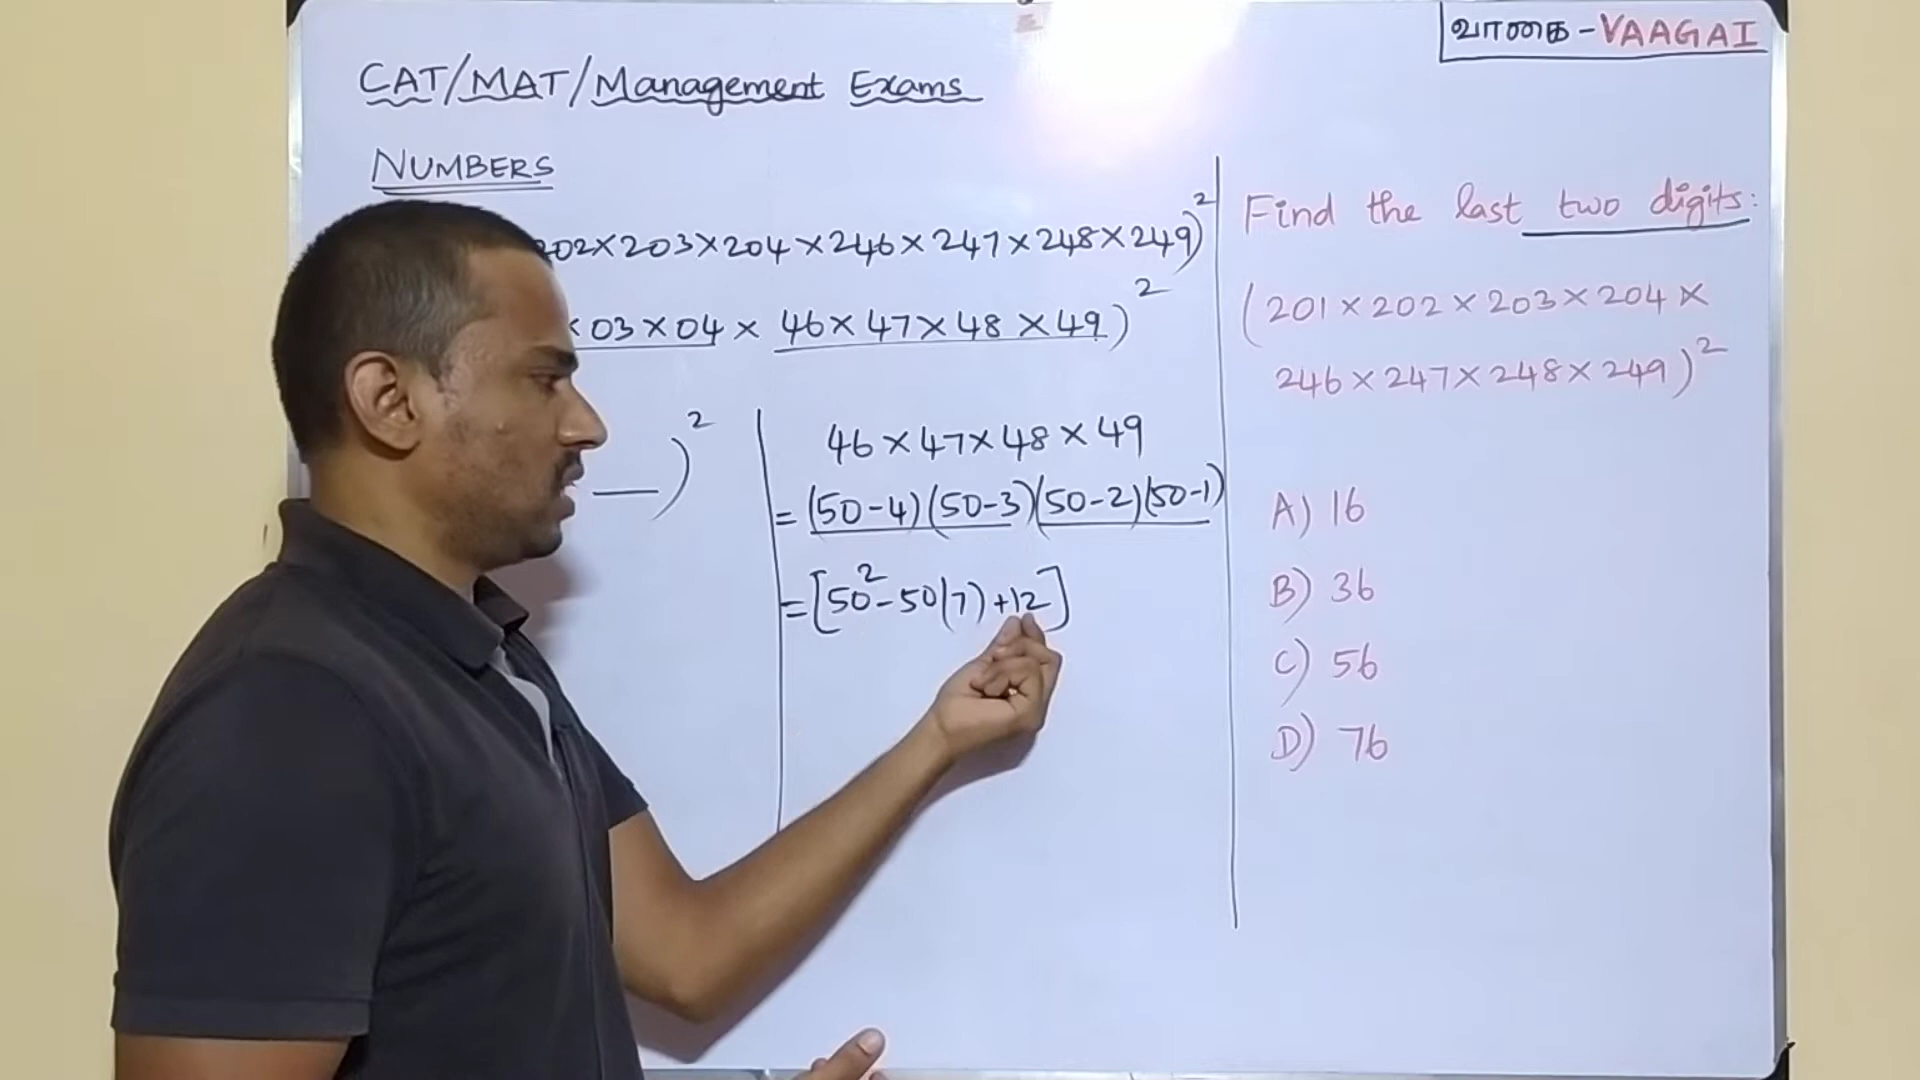 வாகை - VAAGAI
CAT/MAT/Management Exams
NUMBERS
202×203×204×246×247×248×249)²
×03×04× 46×47×48×49)²
)²
46×47×48×49
=(50-4)(50-3)(50-2)(50-1)
=[50²-50(7)+12]
Find the last two digits:
(201×202×203×204×
246×247×248×249)²
A) 16
B) 36
C) 56
D) 76